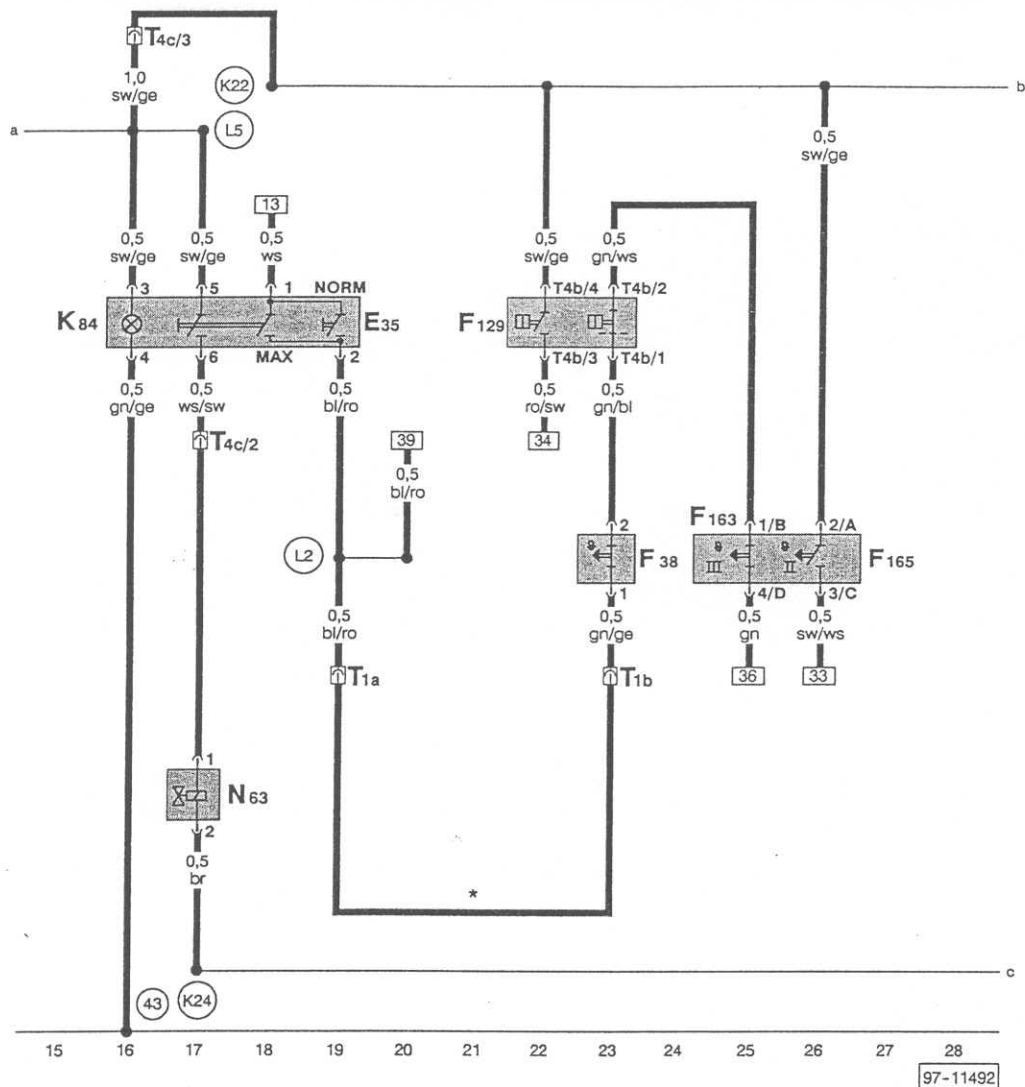 T4c/3
1,0
sw/ge
K22
b
a
L5
0,5
sw/ge
13
0,5
sw/ge
0,5
sw/ge
0,5
ws
0,5
sw/ge
0,5
gn/ws
3
5
1
NORM
T4b/4
T4b/2
K84
E35
F129
4
6
MAX
2
T4b/3
T4b/1
0,5
gn/ge
0,5
ws/sw
0,5
bl/ro
0,5
ro/sw
0,5
gn/bl
T4c/2
39
34
0,5
bl/ro
F163
2
1/B
2/A
L2
F38
III
II
F165
1
4/D
3/C
0,5
bl/ro
0,5
gn/ge
0,5
gn
0,5
sw/ws
T1a
T1b
36
33
1
N63
2
0,5
br
*
c
43
K24
15 16 17 18 19 20 21 22 23 24 25 26 27 28
97-11492